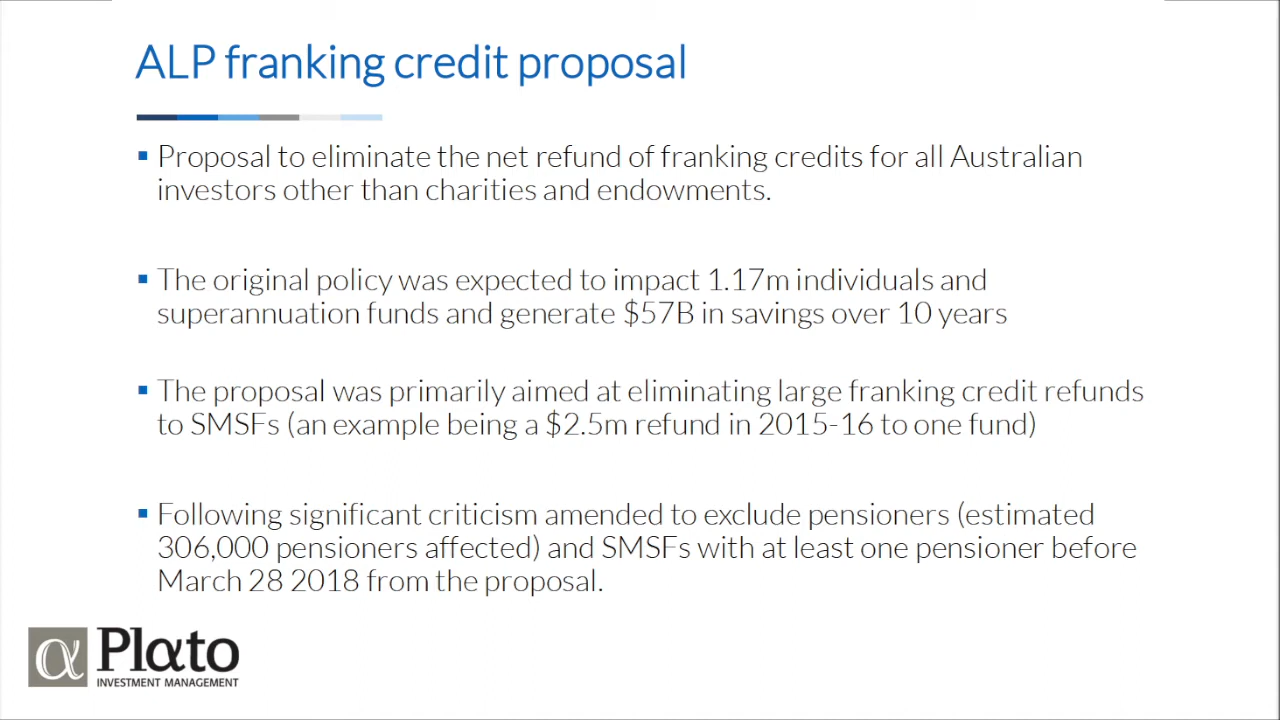 ALP franking credit proposal
▪ Proposal to eliminate the net refund of franking credits for all Australian
investors other than charities and endowments.
▪ The original policy was expected to impact 1.17m individuals and
superannuation funds and generate $57B in savings over 10 years
▪ The proposal was primarily aimed at eliminating large franking credit refunds
to SMSFs (an example being a $2.5m refund in 2015-16 to one fund)
▪ Following significant criticism amended to exclude pensioners (estimated
306,000 pensioners affected) and SMSFs with at least one pensioner before
March 28 2018 from the proposal.
α Plαto
INVESTMENT MANAGEMENT